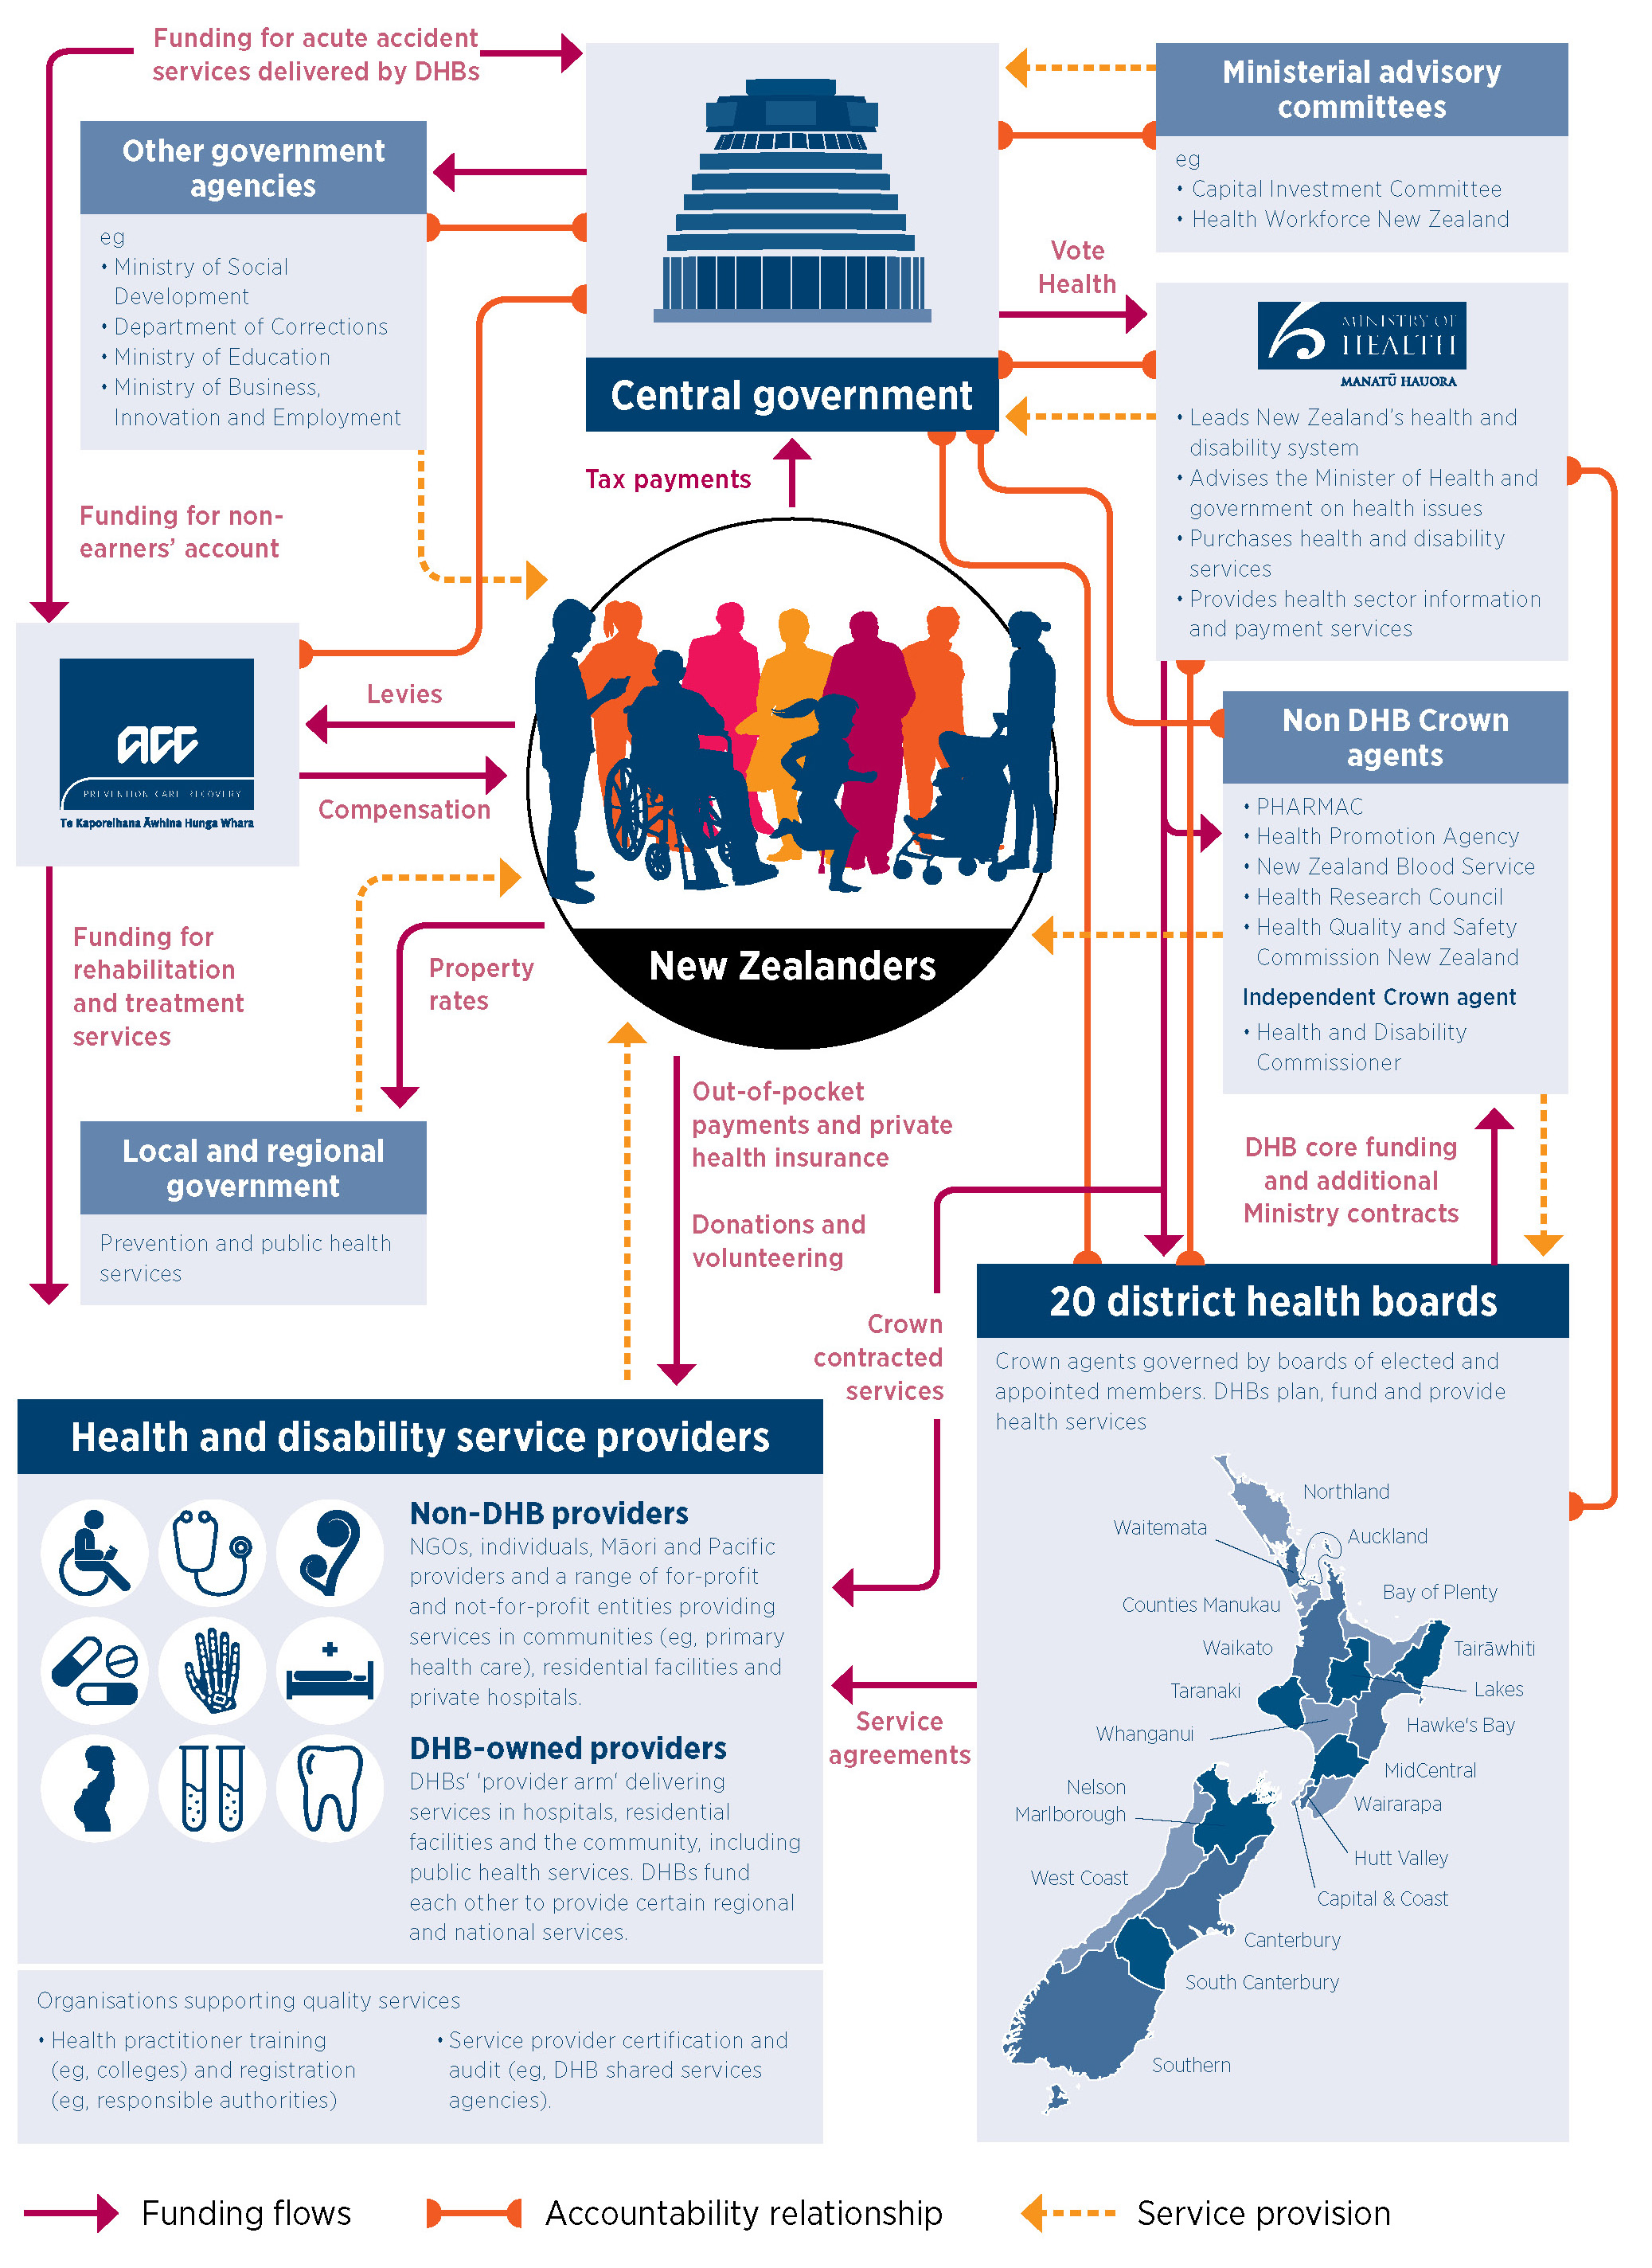 Funding for acute accident
services delivered by DHBs
Other government
agencies
eg
• Ministry of Social
Development
• Department of Corrections
• Ministry of Education
• Ministry of Business,
Innovation and Employment
Central government
Ministerial advisory
committees
eg
• Capital Investment Committee
• Health Workforce New Zealand
Vote
Health
MINISTRY OF
HEALTH
MANATŪ HAUORA
• Leads New Zealand's health and
disability system
• Advises the Minister of Health and
government on health issues
• Purchases health and disability
services
• Provides health sector information
and payment services
Tax payments
Funding for non-
earners' account
ACC
PREVENTION CARE RECOVERY
Te Kaporeihana Āwhina Hunga Whara
Levies
Compensation
New Zealanders
Non DHB Crown
agents
• PHARMAC
• Health Promotion Agency
• New Zealand Blood Service
• Health Research Council
• Health Quality and Safety
Commission New Zealand
Independent Crown agent
• Health and Disability
Commissioner
Funding for
rehabilitation
and treatment
services
Property
rates
Local and regional
government
Prevention and public health
services
Out-of-pocket
payments and private
health insurance
Donations and
volunteering
DHB core funding
and additional
Ministry contracts
Crown
contracted
services
20 district health boards
Crown agents governed by boards of elected and
appointed members. DHBs plan, fund and provide
health services
Northland
Waitemata
Auckland
Bay of Plenty
Counties Manukau
Waikato
Tairāwhiti
Taranaki
Lakes
Whanganui
Hawke's Bay
MidCentral
Nelson
Marlborough
Wairarapa
Hutt Valley
West Coast
Capital & Coast
Canterbury
South Canterbury
Southern
Health and disability service providers
Non-DHB providers
NGOs, individuals, Māori and Pacific
providers and a range of for-profit
and not-for-profit entities providing
services in communities (eg, primary
health care), residential facilities and
private hospitals.
DHB-owned providers
DHBs' 'provider arm' delivering
services in hospitals, residential
facilities and the community, including
public health services. DHBs fund
each other to provide certain regional
and national services.
Service
agreements
Organisations supporting quality services
• Health practitioner training
(eg, colleges) and registration
(eg, responsible authorities)
• Service provider certification and
audit (eg, DHB shared services
agencies).
Funding flows
Accountability relationship
Service provision